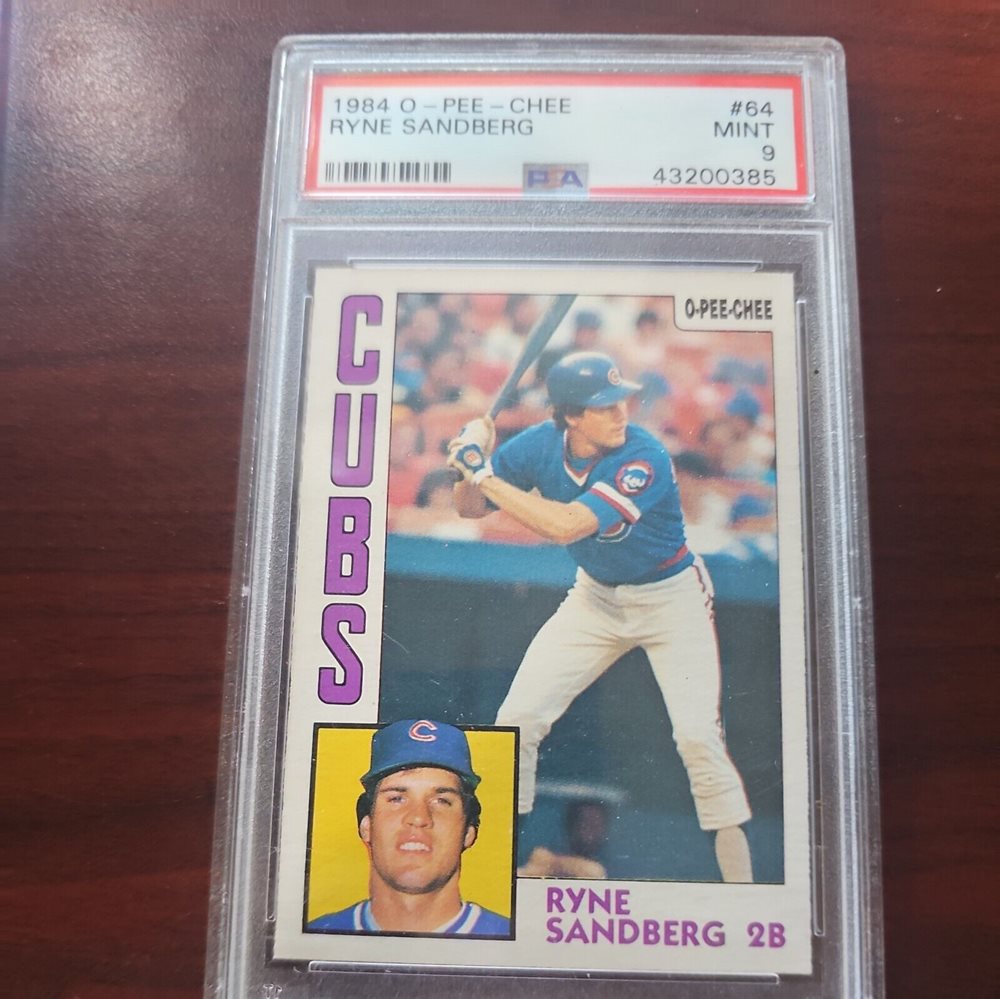 1984 O-PEE-CHEE #64
RYNE SANDBERG MINT
9
PSA 43200385
O-PEE-CHEE
CUBS
C
C
RYNE
SANDBERG 2B